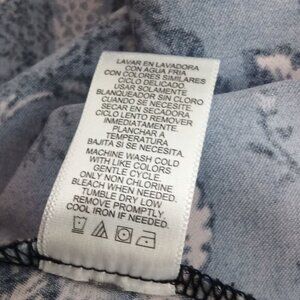 LAVAR EN LAVADORA
CON AGUA FRIA
CON COLORES SIMILARES
CICLO DELICADO
USAR SOLAMENTE
BLANQUEADOR SIN CLORO
CUANDO SE NECESITE.
SECAR EN SECADORA
CICLO LENTO REMOVER
INMEDIATAMENTE.
PLANCHAR A
TEMPERATURA
BAJITA SI SE NECESITA.
MACHINE WASH COLD
WITH LIKE COLORS
GENTLE CYCLE
ONLY NON CHLORINE
BLEACH WHEN NEEDED.
TUMBLE DRY LOW
REMOVE PROMPTLY.
COOL IRON IF NEEDED.